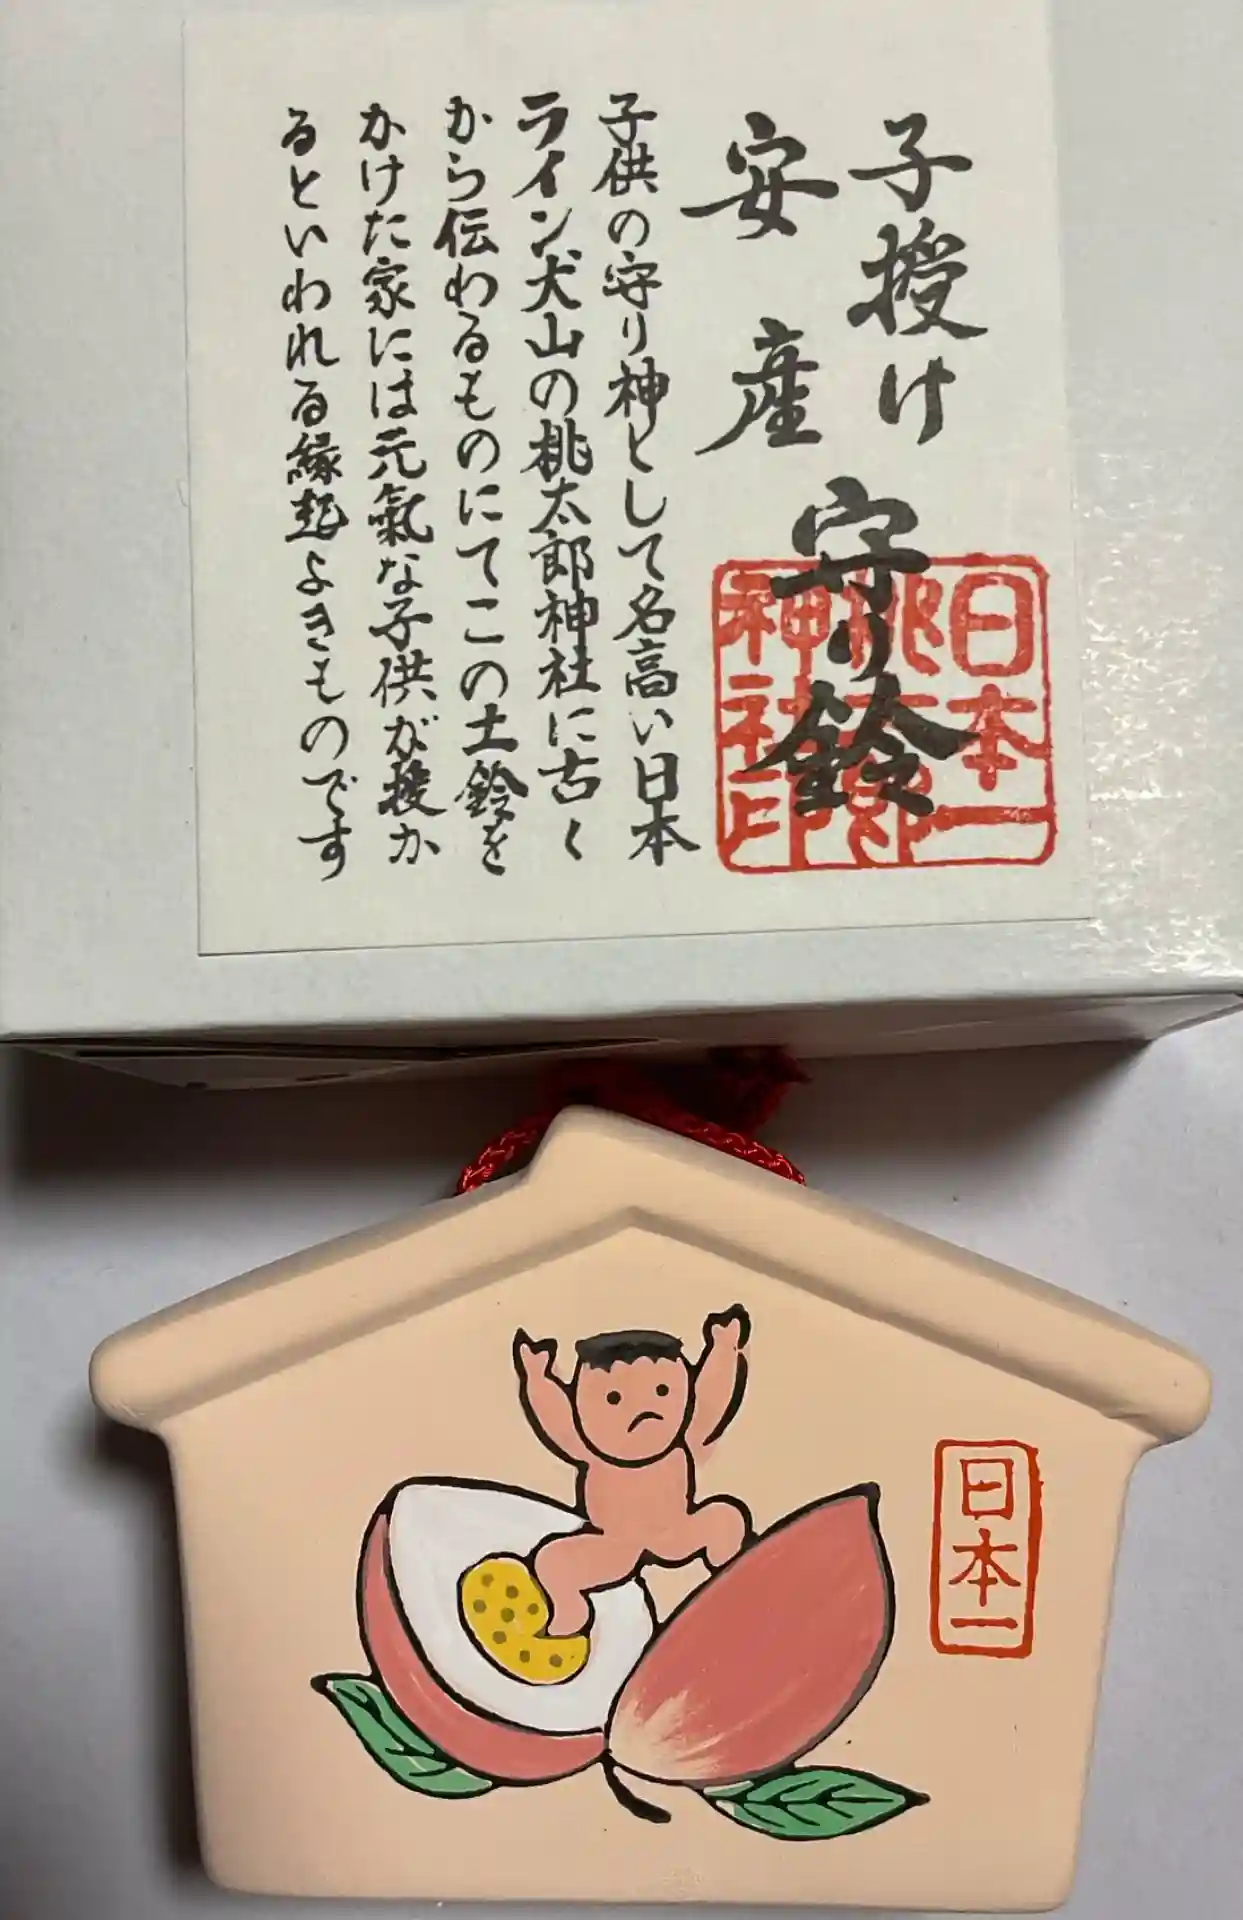 子授け
安産
守り鈴
日本一
桃太郎
神社印
子供の守り神として名高い日本
ライン犬山の桃太郎神社に古く
から伝わるものにてこの土鈴を
かけた家には元氣な子供が授か
るといわれる縁起よきものです
日本一